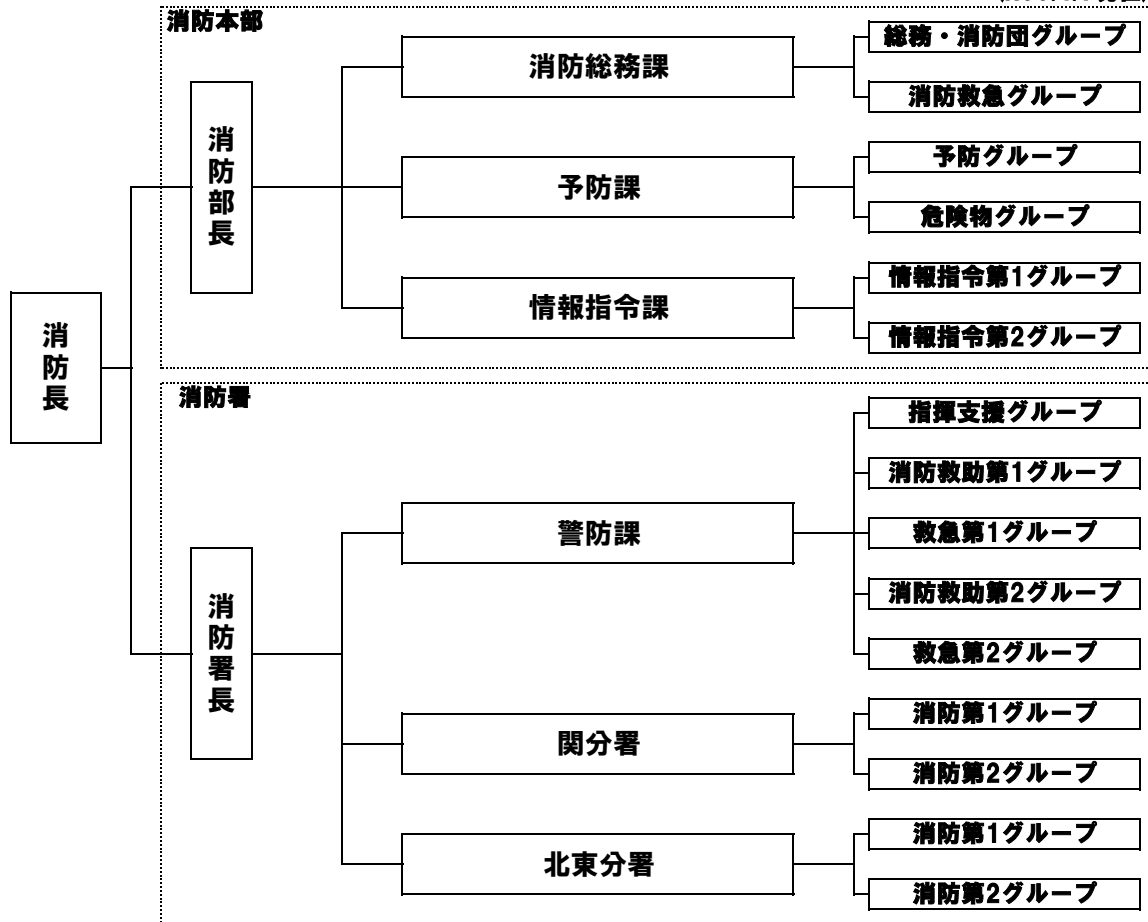 消防本部
総務・消防団グループ
消防総務課
消防救急グループ
消防部長
予防グループ
予防課
危険物グループ
情報指令第1グループ
情報指令課
情報指令第2グループ
消防長
消防署
指揮支援グループ
消防救助第1グループ
警防課
救急第1グループ
消防救助第2グループ
消防署長
救急第2グループ
消防第1グループ
関分署
消防第2グループ
消防第1グループ
北東分署
消防第2グループ